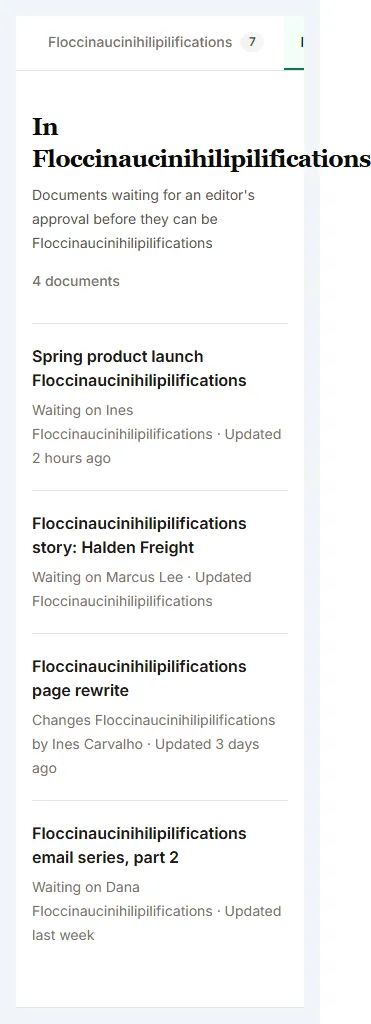 Floccinaucinihilipilifications 7
In
Floccinaucinihilipilifications
Documents waiting for an editor's
approval before they can be
Floccinaucinihilipilifications
4 documents
Spring product launch
Floccinaucinihilipilifications
Waiting on Ines
Floccinaucinihilipilifications · Updated
2 hours ago
Floccinaucinihilipilifications
story: Halden Freight
Waiting on Marcus Lee · Updated
Floccinaucinihilipilifications
Floccinaucinihilipilifications
page rewrite
Changes Floccinaucinihilipilifications
by Ines Carvalho · Updated 3 days
ago
Floccinaucinihilipilifications
email series, part 2
Waiting on Dana
Floccinaucinihilipilifications · Updated
last week